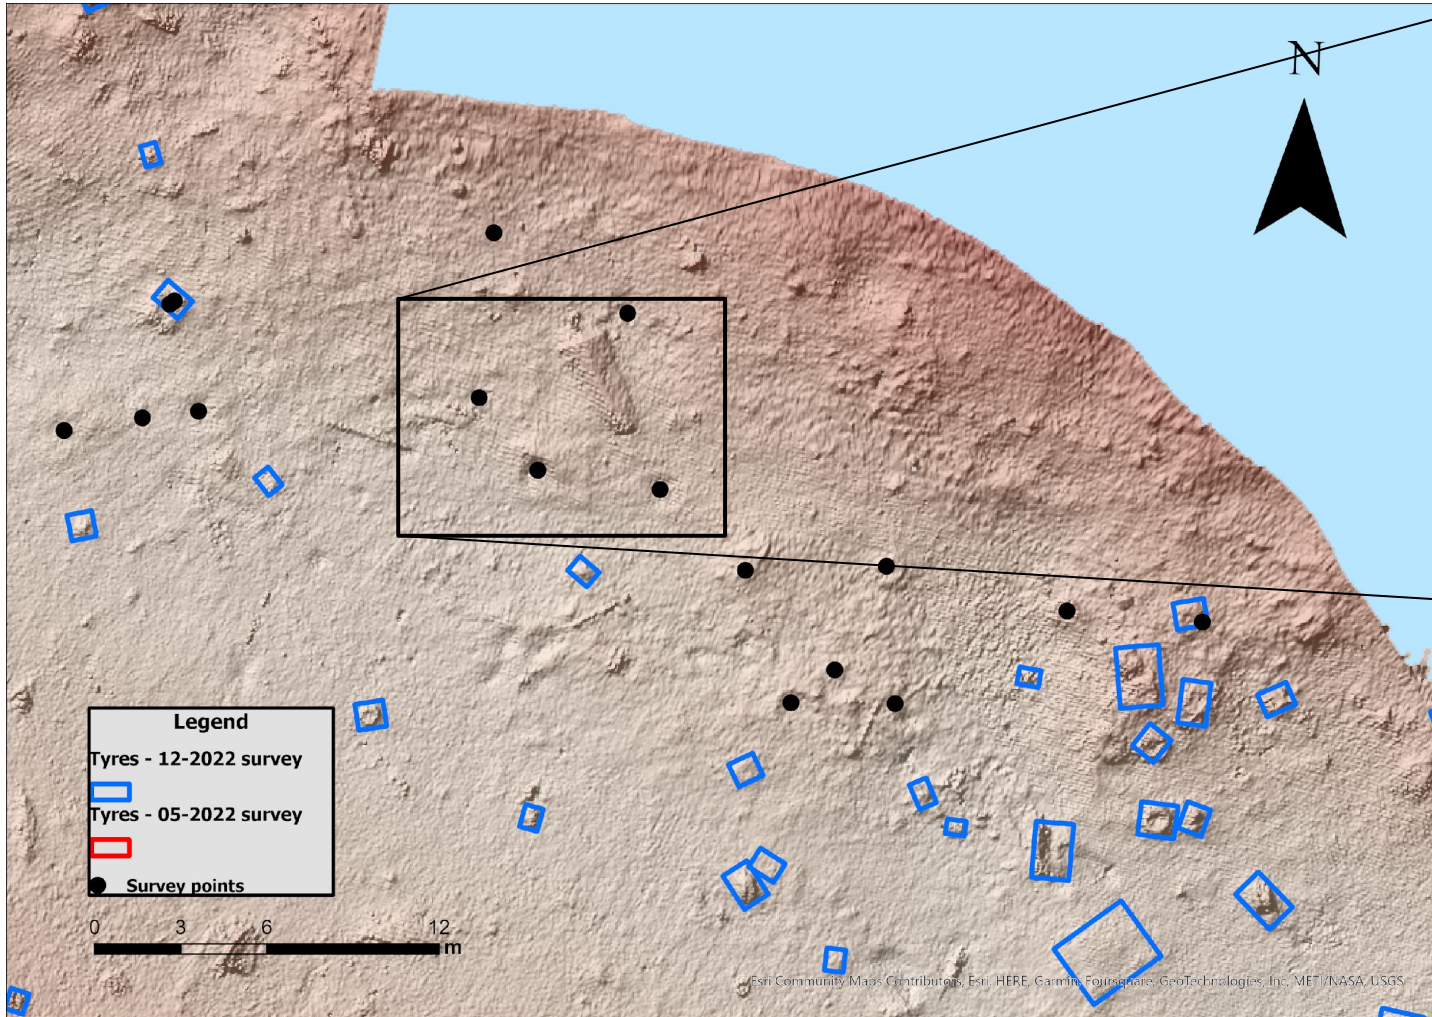 N
Legend
Tyres - 12-2022 survey
Tyres - 05-2022 survey
Survey points
0 3 6 12
m
Esri Community Maps Contributors, Esri, HERE, Garmin, Foursquare, GeoTechnologies, Inc, METI/NASA, USGS